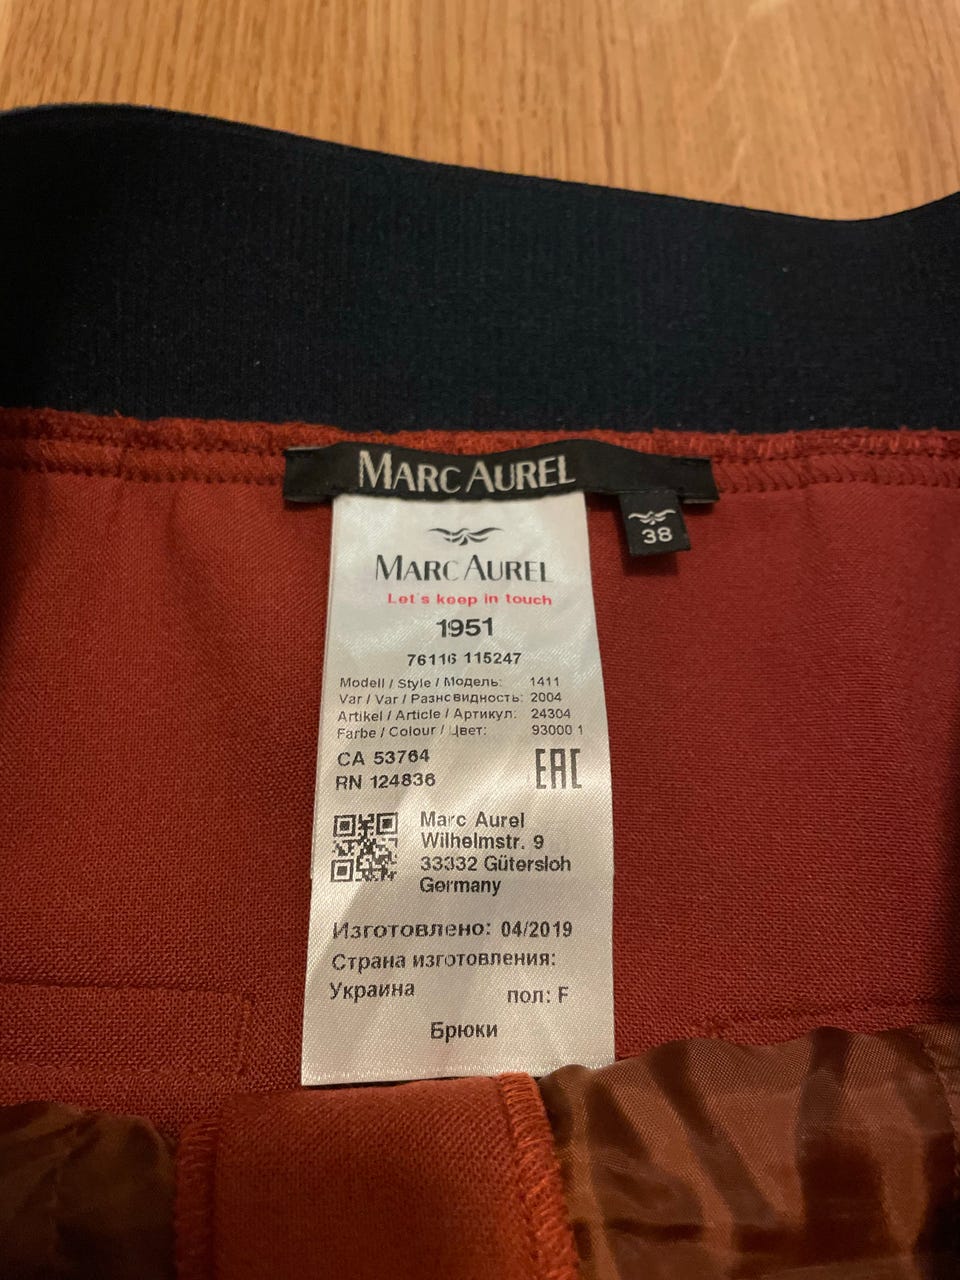 MARC AUREL
38
MARC AUREL
Let's keep in touch
1951
76116 115247
Modell / Style / Модель: 1411
Var / Var / Разновидность: 2004
Artikel / Article / Артикул: 24304
Farbe / Colour / Цвет: 93000 1
CA 53764
RN 124836
EAC
Marc Aurel
Wilhelmstr. 9
33332 Gütersloh
Germany
Изготовлено: 04/2019
Страна изготовления:
Украина
пол: F
Брюки